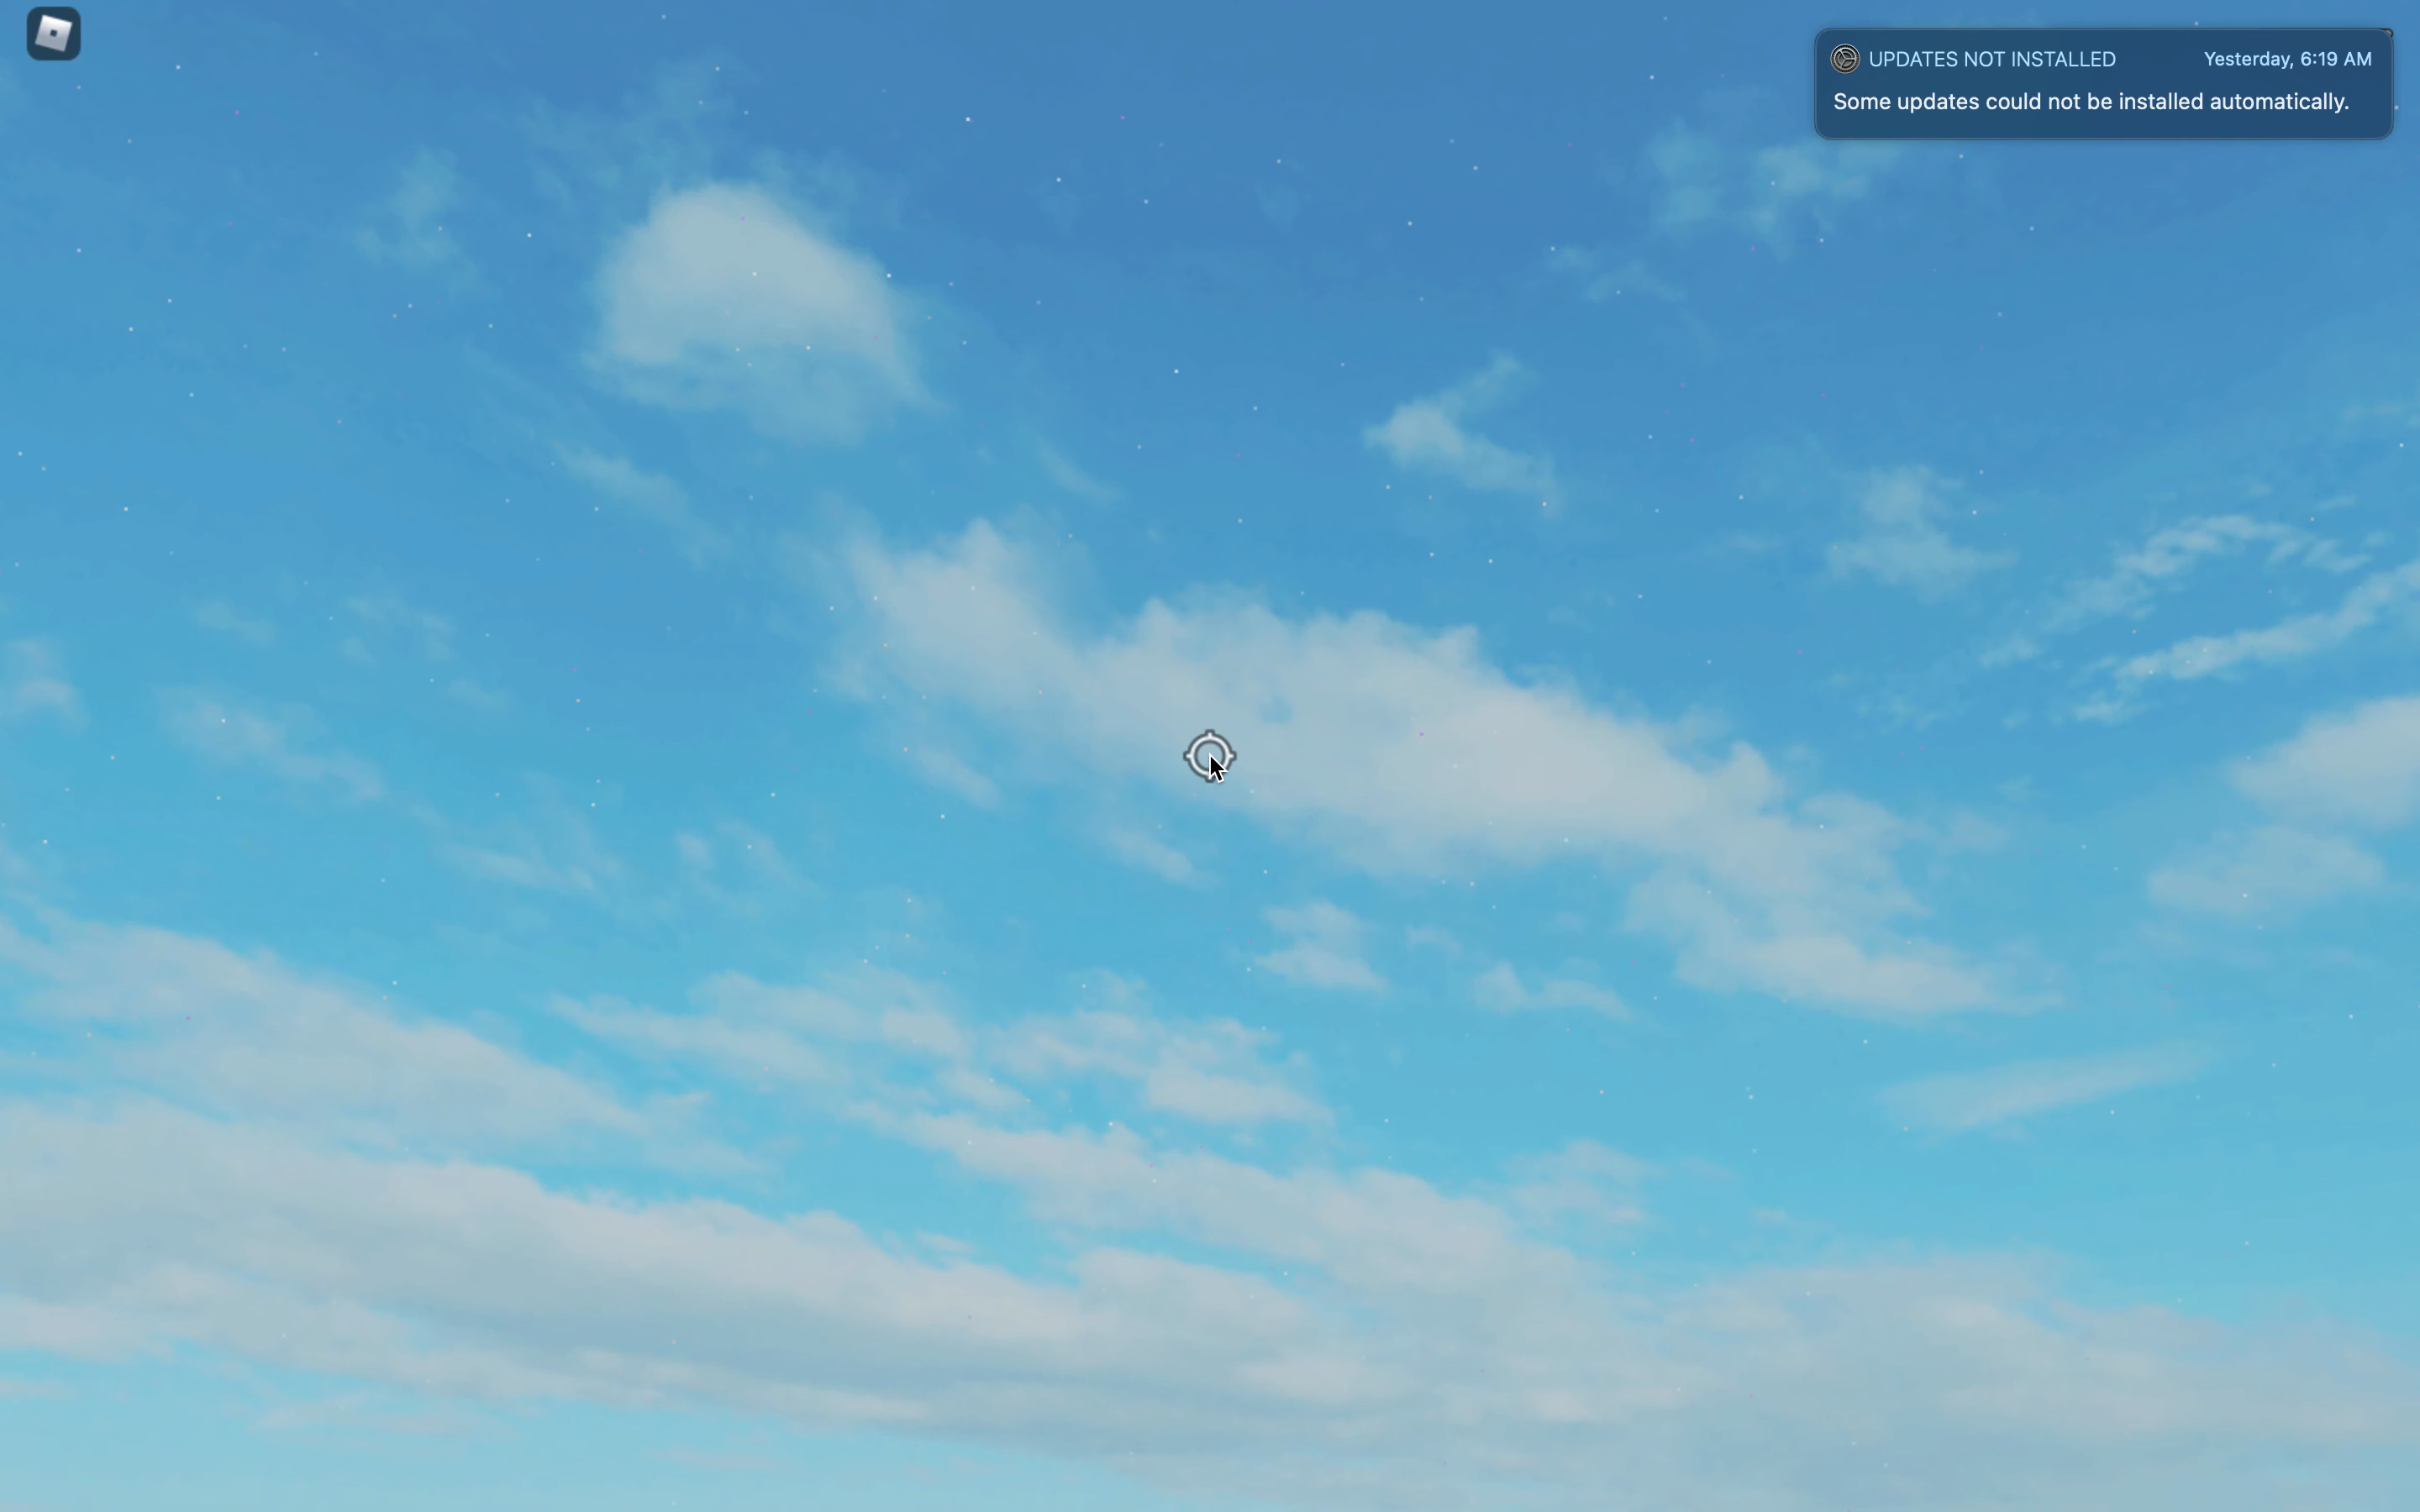 UPDATES NOT INSTALLED Yesterday, 6:19 AM
Some updates could not be installed automatically.